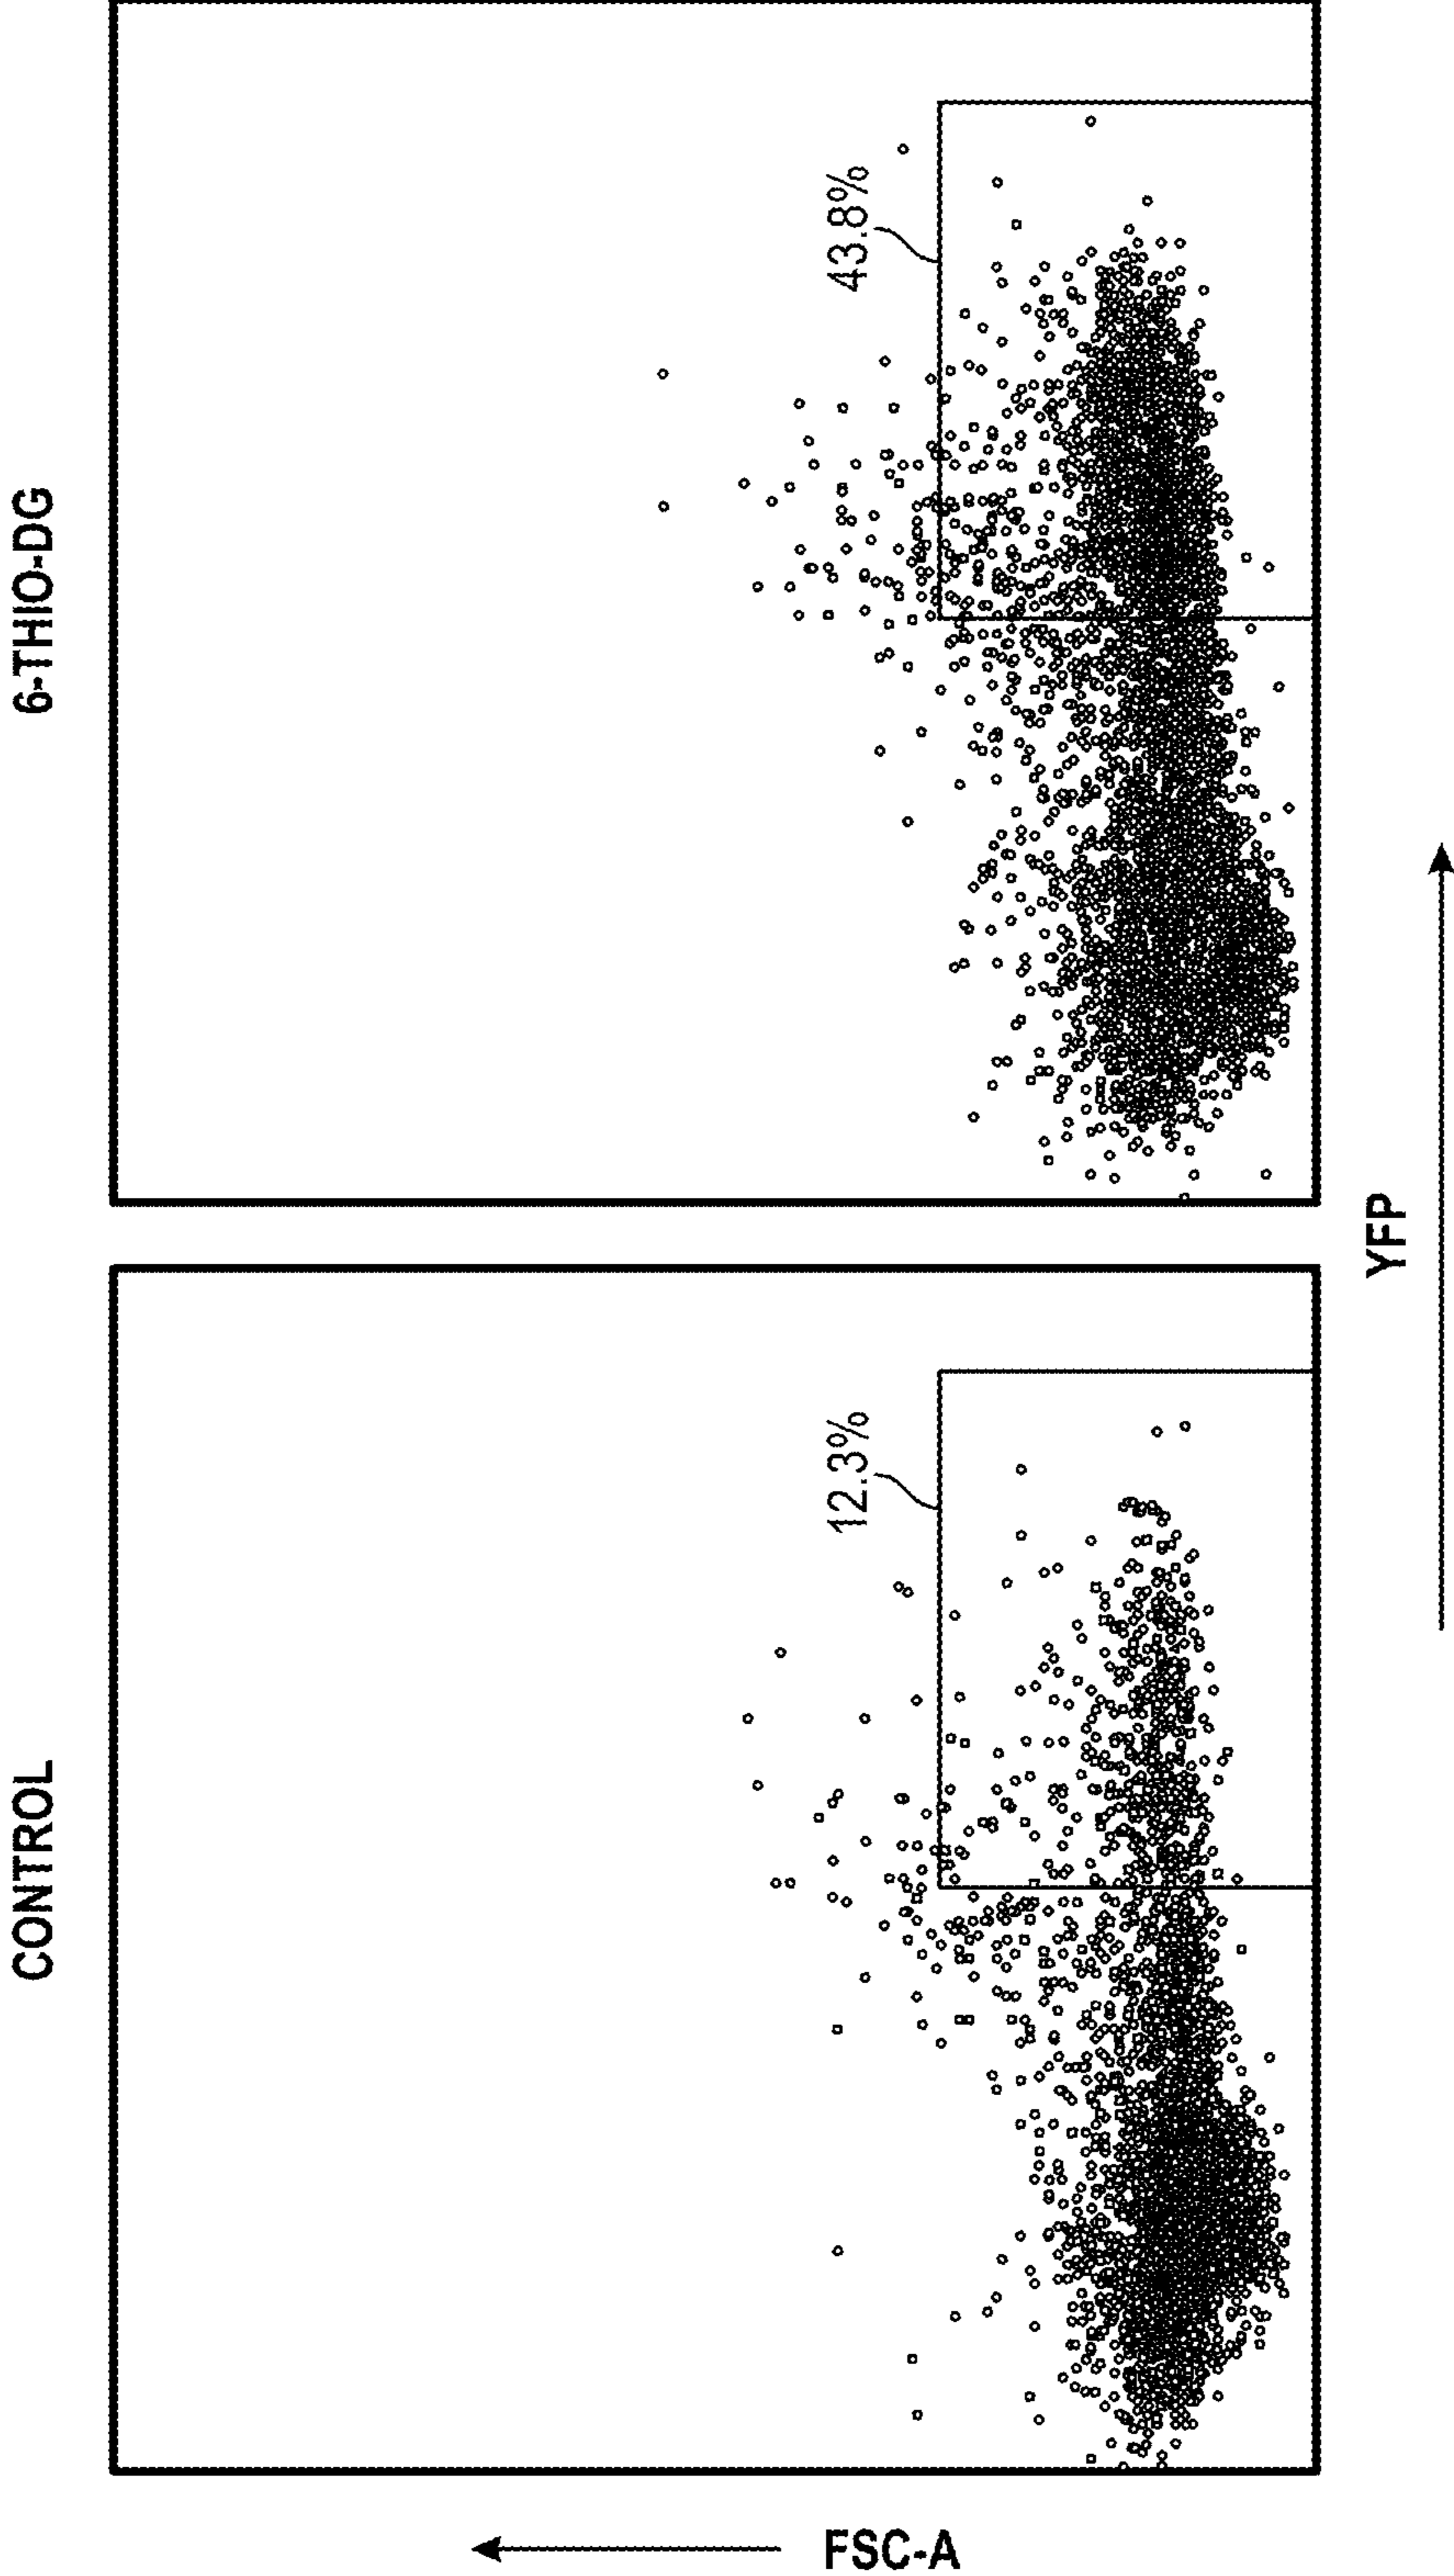 CONTROL
6-THIO-DG
12.3%
43.8%
FSC-A
YFP